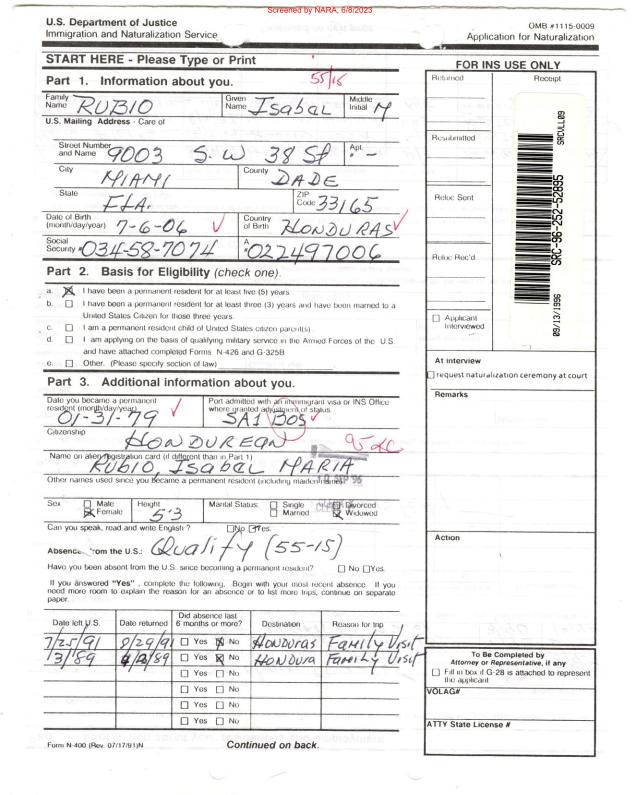 Screened by NARA, 6/8/2023
U.S. Department of Justice
Immigration and Naturalization Service
OMB #1115-0009
Application for Naturalization
START HERE - Please Type or Print
FOR INS USE ONLY
Part 1. Information about you.
55/15
Family Name RUBIO
Given Name Isabal
Middle Initial M
U.S. Mailing Address - Care of
Street Number and Name 9003 S.W 38 St
Apt. # -
City MIAMI
County DADE
State FLA.
ZIP Code 33165
Date of Birth (month/day/year) 7-6-06
Country of Birth HONDURAS
Social Security # 034-58-7074
A # 022497006
Part 2. Basis for Eligibility (check one).
a. I have been a permanent resident for at least five (5) years
b. I have been a permanent resident for at least three (3) years and have been married to a
United States Citizen for those three years.
c. I am a permanent resident child of United States citizen parent(s).
d. I am applying on the basis of qualifying military service in the Armed Forces of the U.S.
and have attached completed Forms N-426 and G-325B
e. Other. (Please specify section of law)
Part 3. Additional information about you.
Date you became a permanent resident (month/day/year) 01-31-79
Port admitted with an immigrant visa or INS Office where granted adjustment of status.
Citizenship HONDUREAN
Name on alien registration card (if different than in Part 1)
RUBIO, ISABAL MARIA
Other names used since you became a permanent resident (including maiden name)
SEP 96
Sex Male Female
Height 5'3
Marital Status: Single Married Divorced Widowed
Can you speak, read and write English? No Yes.
Absences from the U.S.: Qualify (55-15)
Have you been absent from the U.S. since becoming a permanent resident? No Yes.
If you answered "Yes", complete the following. Begin with your most recent absence. If you
need more room to explain the reason for an absence or to list more trips, continue on separate
paper.
Date left U.S.
Date returned
Did absence last 6 months or more?
Destination
Reason for trip
7/25/91 8/29/91 Yes No Honduras Family Visit
13/89 Yes No Hondura Family Visit
Yes No
Yes No
Yes No
Yes No
Form N-400 (Rev. 07/17/91)N
Continued on back.
Returned
Receipt
Resubmitted
Reloc Sent
Reloc Rec'd
Applicant Interviewed
SRCVLL09
SRC-96-252-52895
09/13/1996
At interview
request naturalization ceremony at court
Remarks
Action
To Be Completed by
Attorney or Representative, if any
Fill in box if G-28 is attached to represent
the applicant
VOLAG#
ATTY State License #